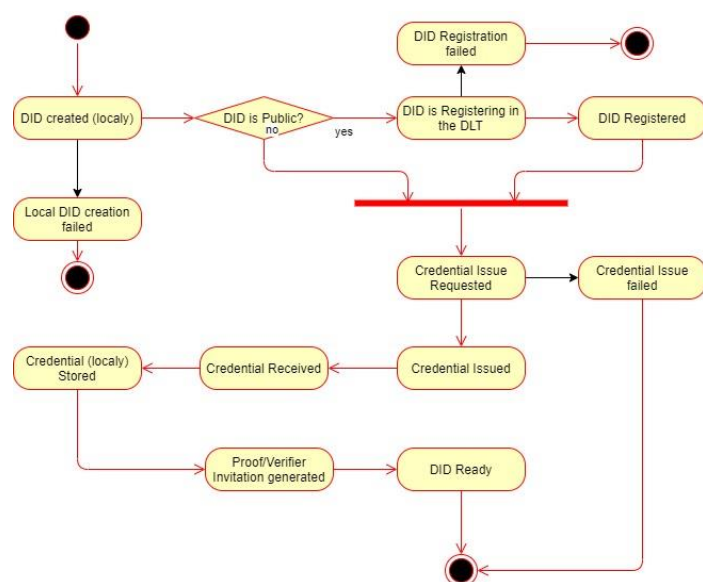 DID Registration
failed
DID created (localy)
DID is Public?
no
yes
DID is Registering in
the DLT
DID Registered
Local DID creation
failed
Credential Issue
Requested
Credential Issue
failed
Credential (localy)
Stored
Credential Received
Credential Issued
Proof/Verifier
Invitation generated
DID Ready